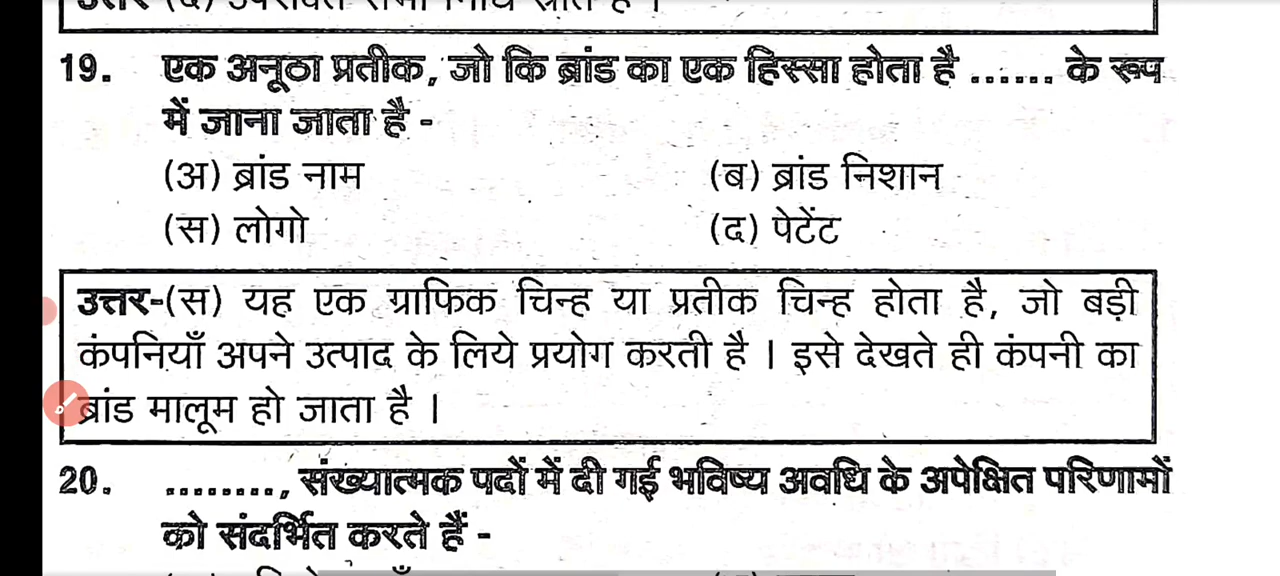 19. एक अनूठा प्रतीक, जो कि ब्रांड का एक हिस्सा होता है ...... के रूप
में जाना जाता है -
(अ) ब्रांड नाम (ब) ब्रांड निशान
(स) लोगो (द) पेटेंट
उत्तर-(स) यह एक ग्राफिक चिन्ह या प्रतीक चिन्ह होता है, जो बड़ी
कंपनियाँ अपने उत्पाद के लिये प्रयोग करती है ।  इसे देखते ही कंपनी का
ब्रांड मालूम हो जाता है ।
20. ........., संख्यात्मक पदों में दी गई भविष्य अवधि के अपेक्षित परिणामों
को संदर्भित करते हैं -